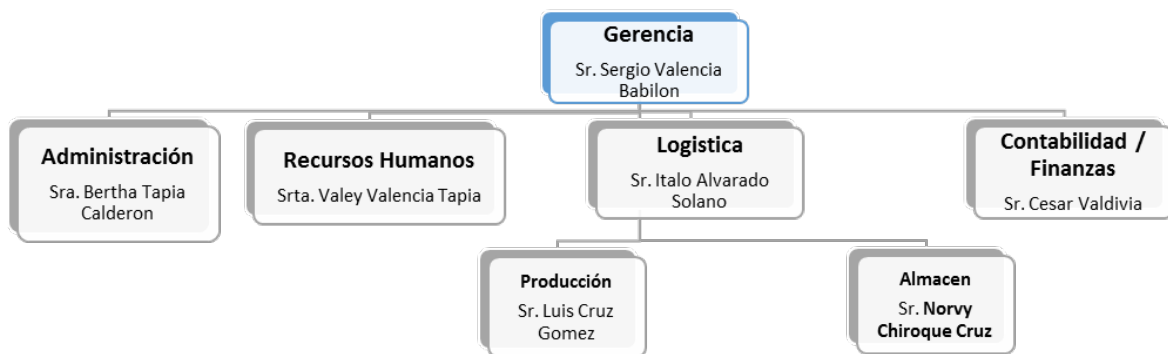 Gerencia
Sr. Sergio Valencia
Babilon
Administración
Sra. Bertha Tapia
Calderon
Recursos Humanos
Srta. Valey Valencia Tapia
Logistica
Sr. Italo Alvarado
Solano
Contabilidad /
Finanzas
Sr. Cesar Valdivia
Producción
Sr. Luis Cruz
Gomez
Almacen
Sr. Norvy
Chiroque Cruz